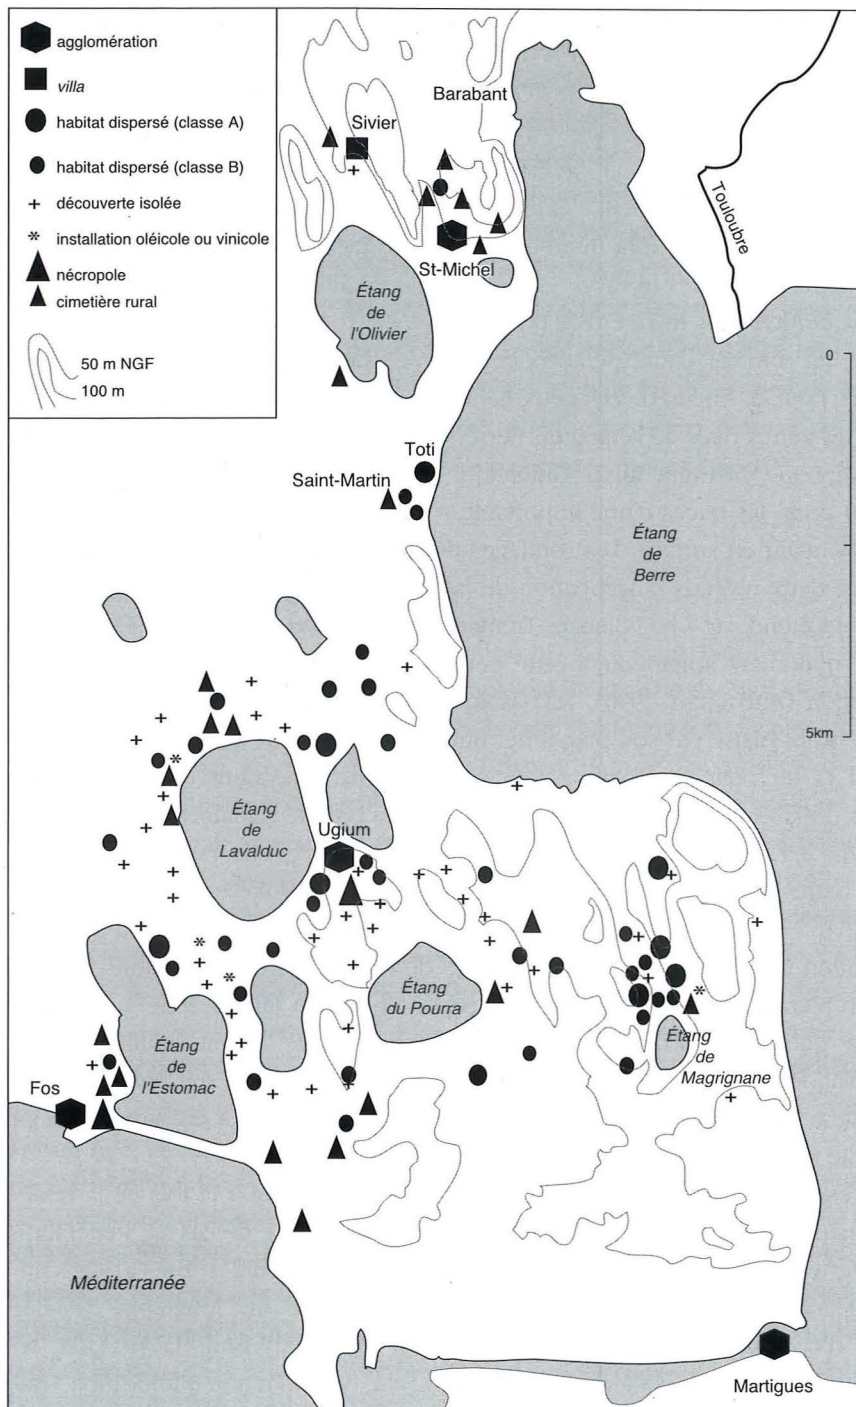 agglomération
villa
habitat dispersé (classe A)
habitat dispersé (classe B)
découverte isolée
installation oléicole ou vinicole
nécropole
cimetière rural
50 m NGF
100 m
Barabant
Sivier
Touloubre
St-Michel
Étang
de
l'Olivier
0
Toti
Saint-Martin
Étang
de
Berre
5km
Étang
de
Lavalduc
Ugium
Étang
du Pourra
Étang
de
l'Estomac
Étang
de
Magrignane
Fos
Méditerranée
Martigues